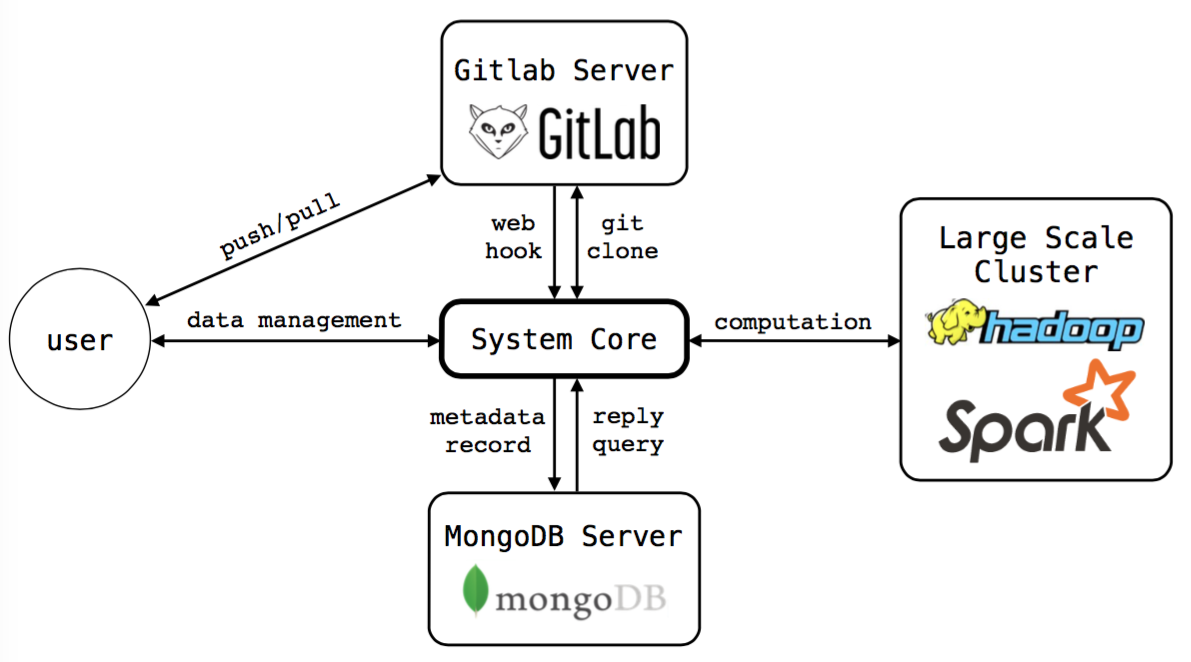 Gitlab Server
GitLab
push/pull
web
hook
git
clone
Large Scale
Cluster
hadoop
Spark
user
data management
System Core
computation
metadata
record
reply
query
MongoDB Server
mongoDB